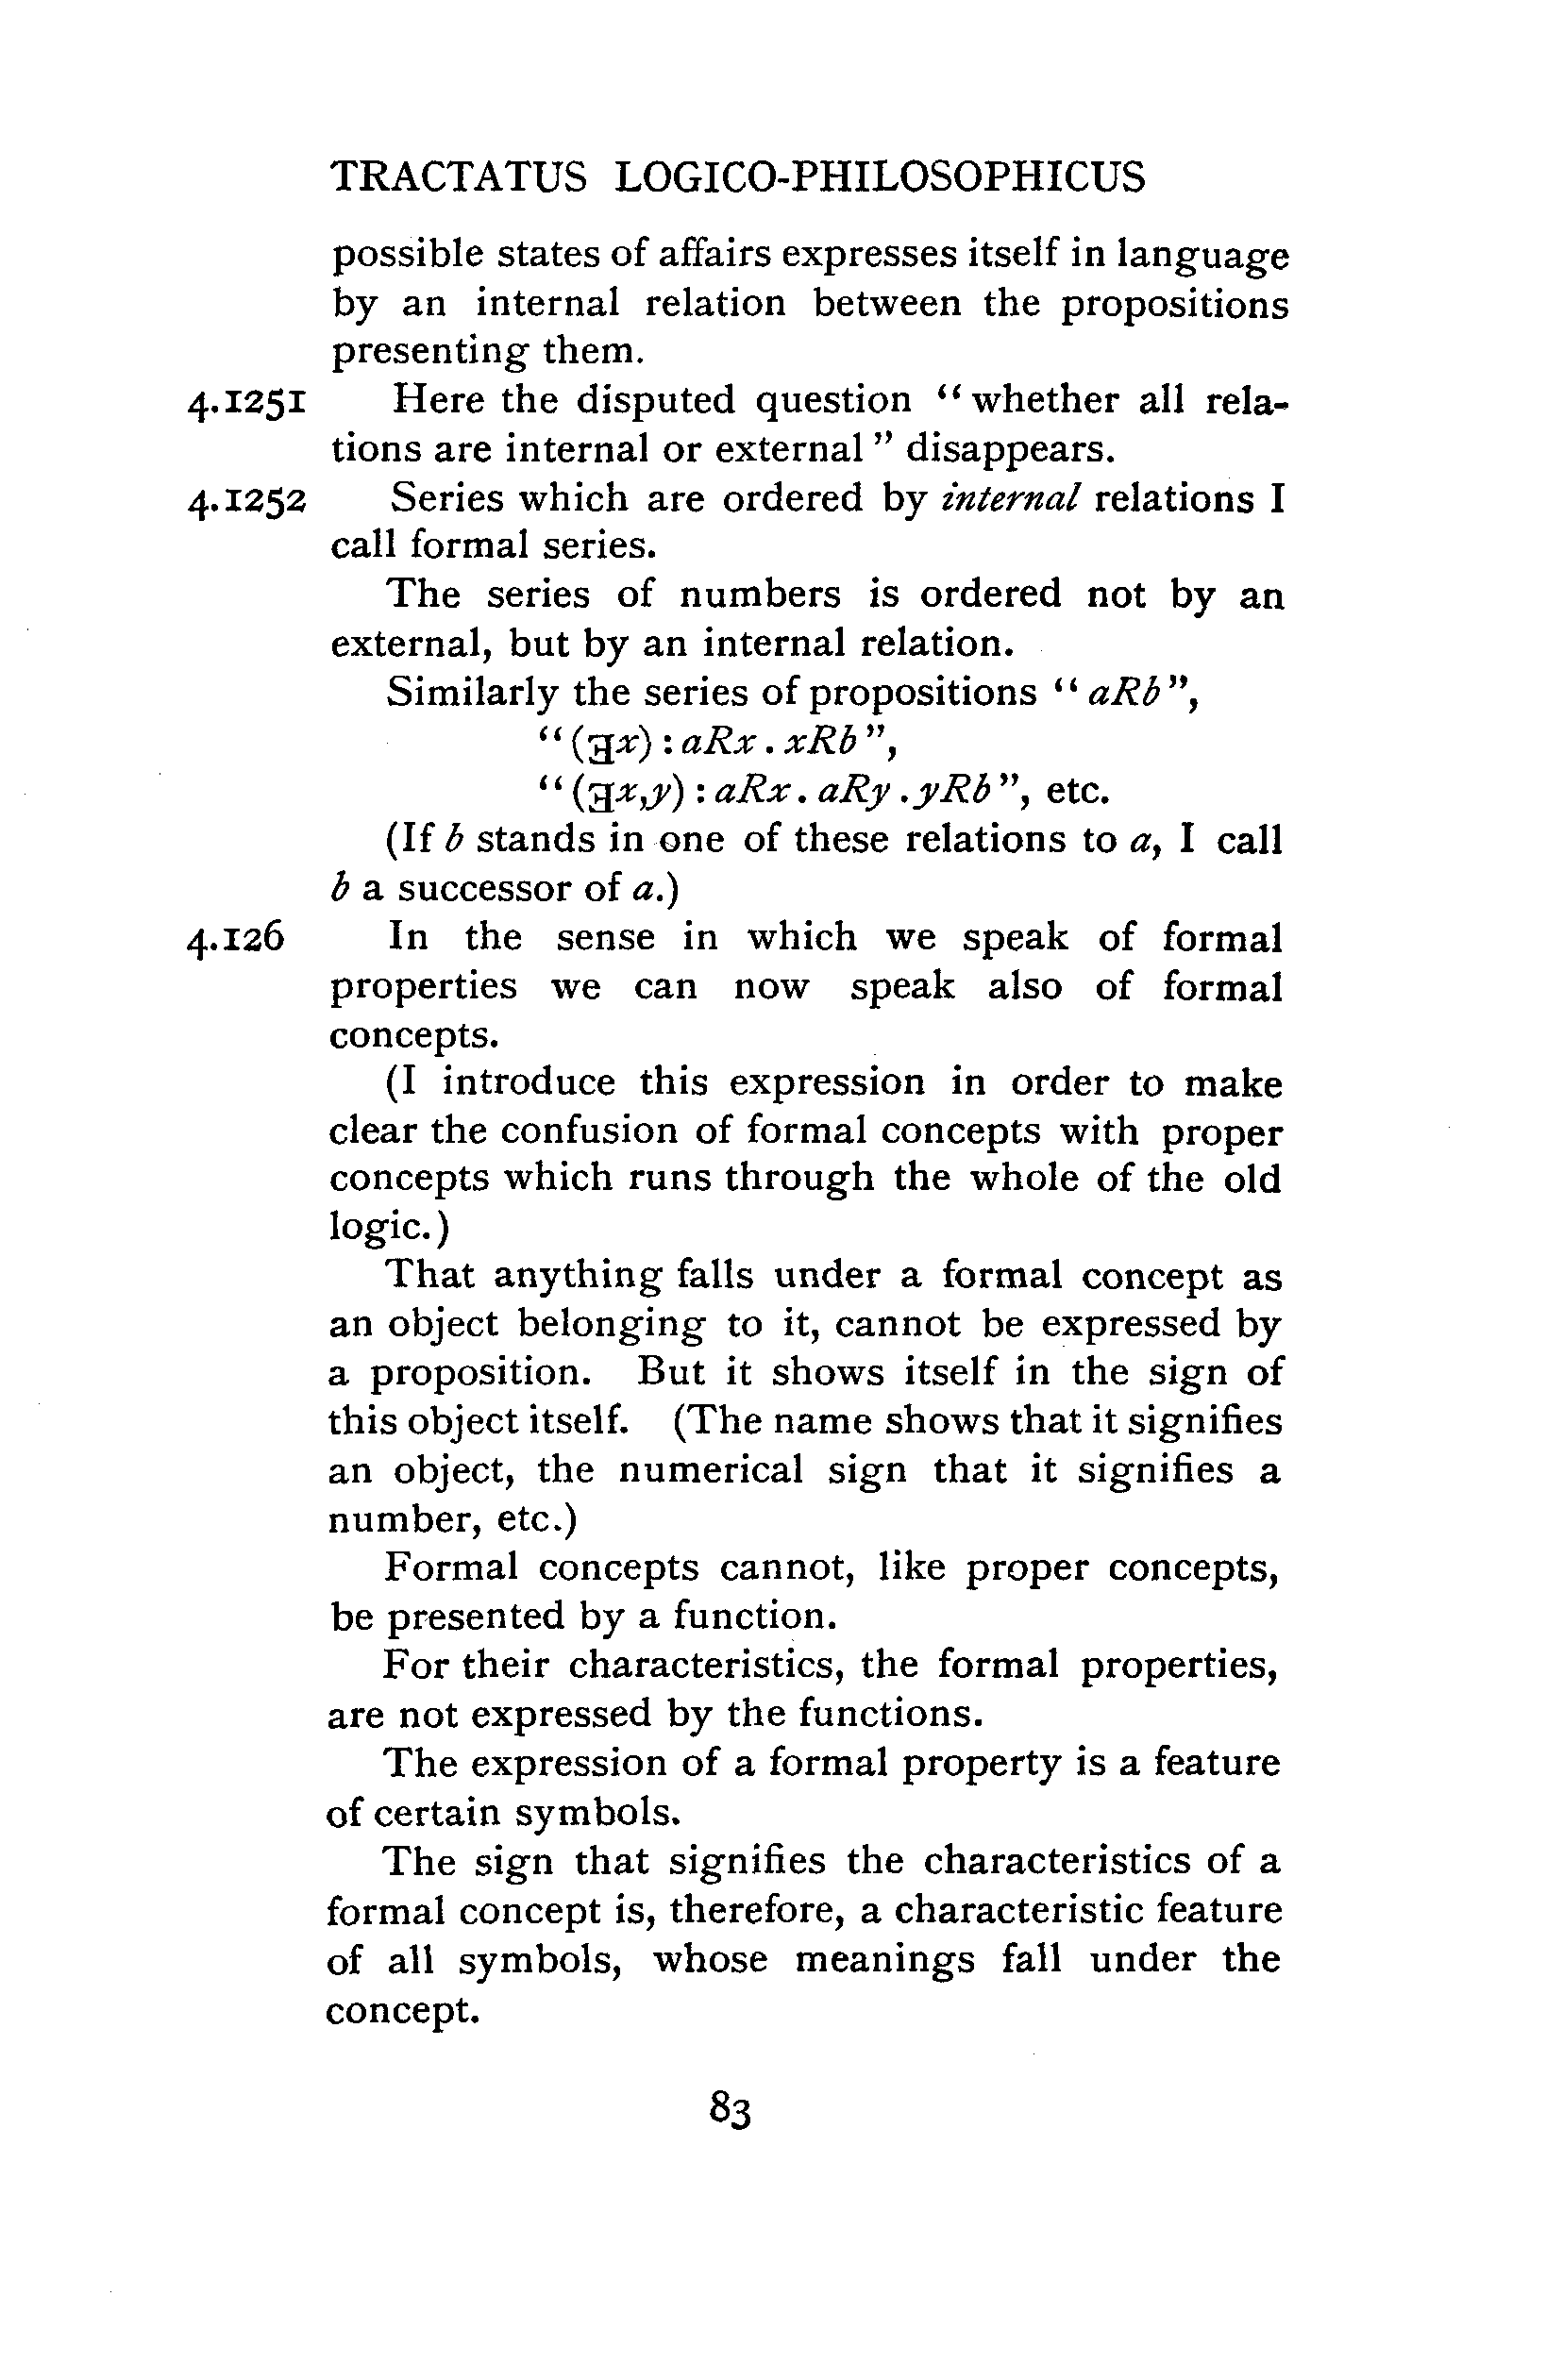 TRACTATUS LOGICO-PHILOSOPHICUS
possible states of affairs expresses itself in language
by an internal relation between the propositions
presenting them.
4.1251 Here the disputed question “whether all rela-
tions are internal or external” disappears.
4.1252 Series which are ordered by internal relations I
call formal series.
The series of numbers is ordered not by an
external, but by an internal relation.
Similarly the series of propositions “aRb”,
“(∃x) : aRx . xRb”,
“(∃x,y) : aRx . aRy . yRb”, etc.
(If b stands in one of these relations to a, I call
b a successor of a.)
4.126 In the sense in which we speak of formal
properties we can now speak also of formal
concepts.
(I introduce this expression in order to make
clear the confusion of formal concepts with proper
concepts which runs through the whole of the old
logic.)
That anything falls under a formal concept as
an object belonging to it, cannot be expressed by
a proposition. But it shows itself in the sign of
this object itself. (The name shows that it signifies
an object, the numerical sign that it signifies a
number, etc.)
Formal concepts cannot, like proper concepts,
be presented by a function.
For their characteristics, the formal properties,
are not expressed by the functions.
The expression of a formal property is a feature
of certain symbols.
The sign that signifies the characteristics of a
formal concept is, therefore, a characteristic feature
of all symbols, whose meanings fall under the
concept.
83